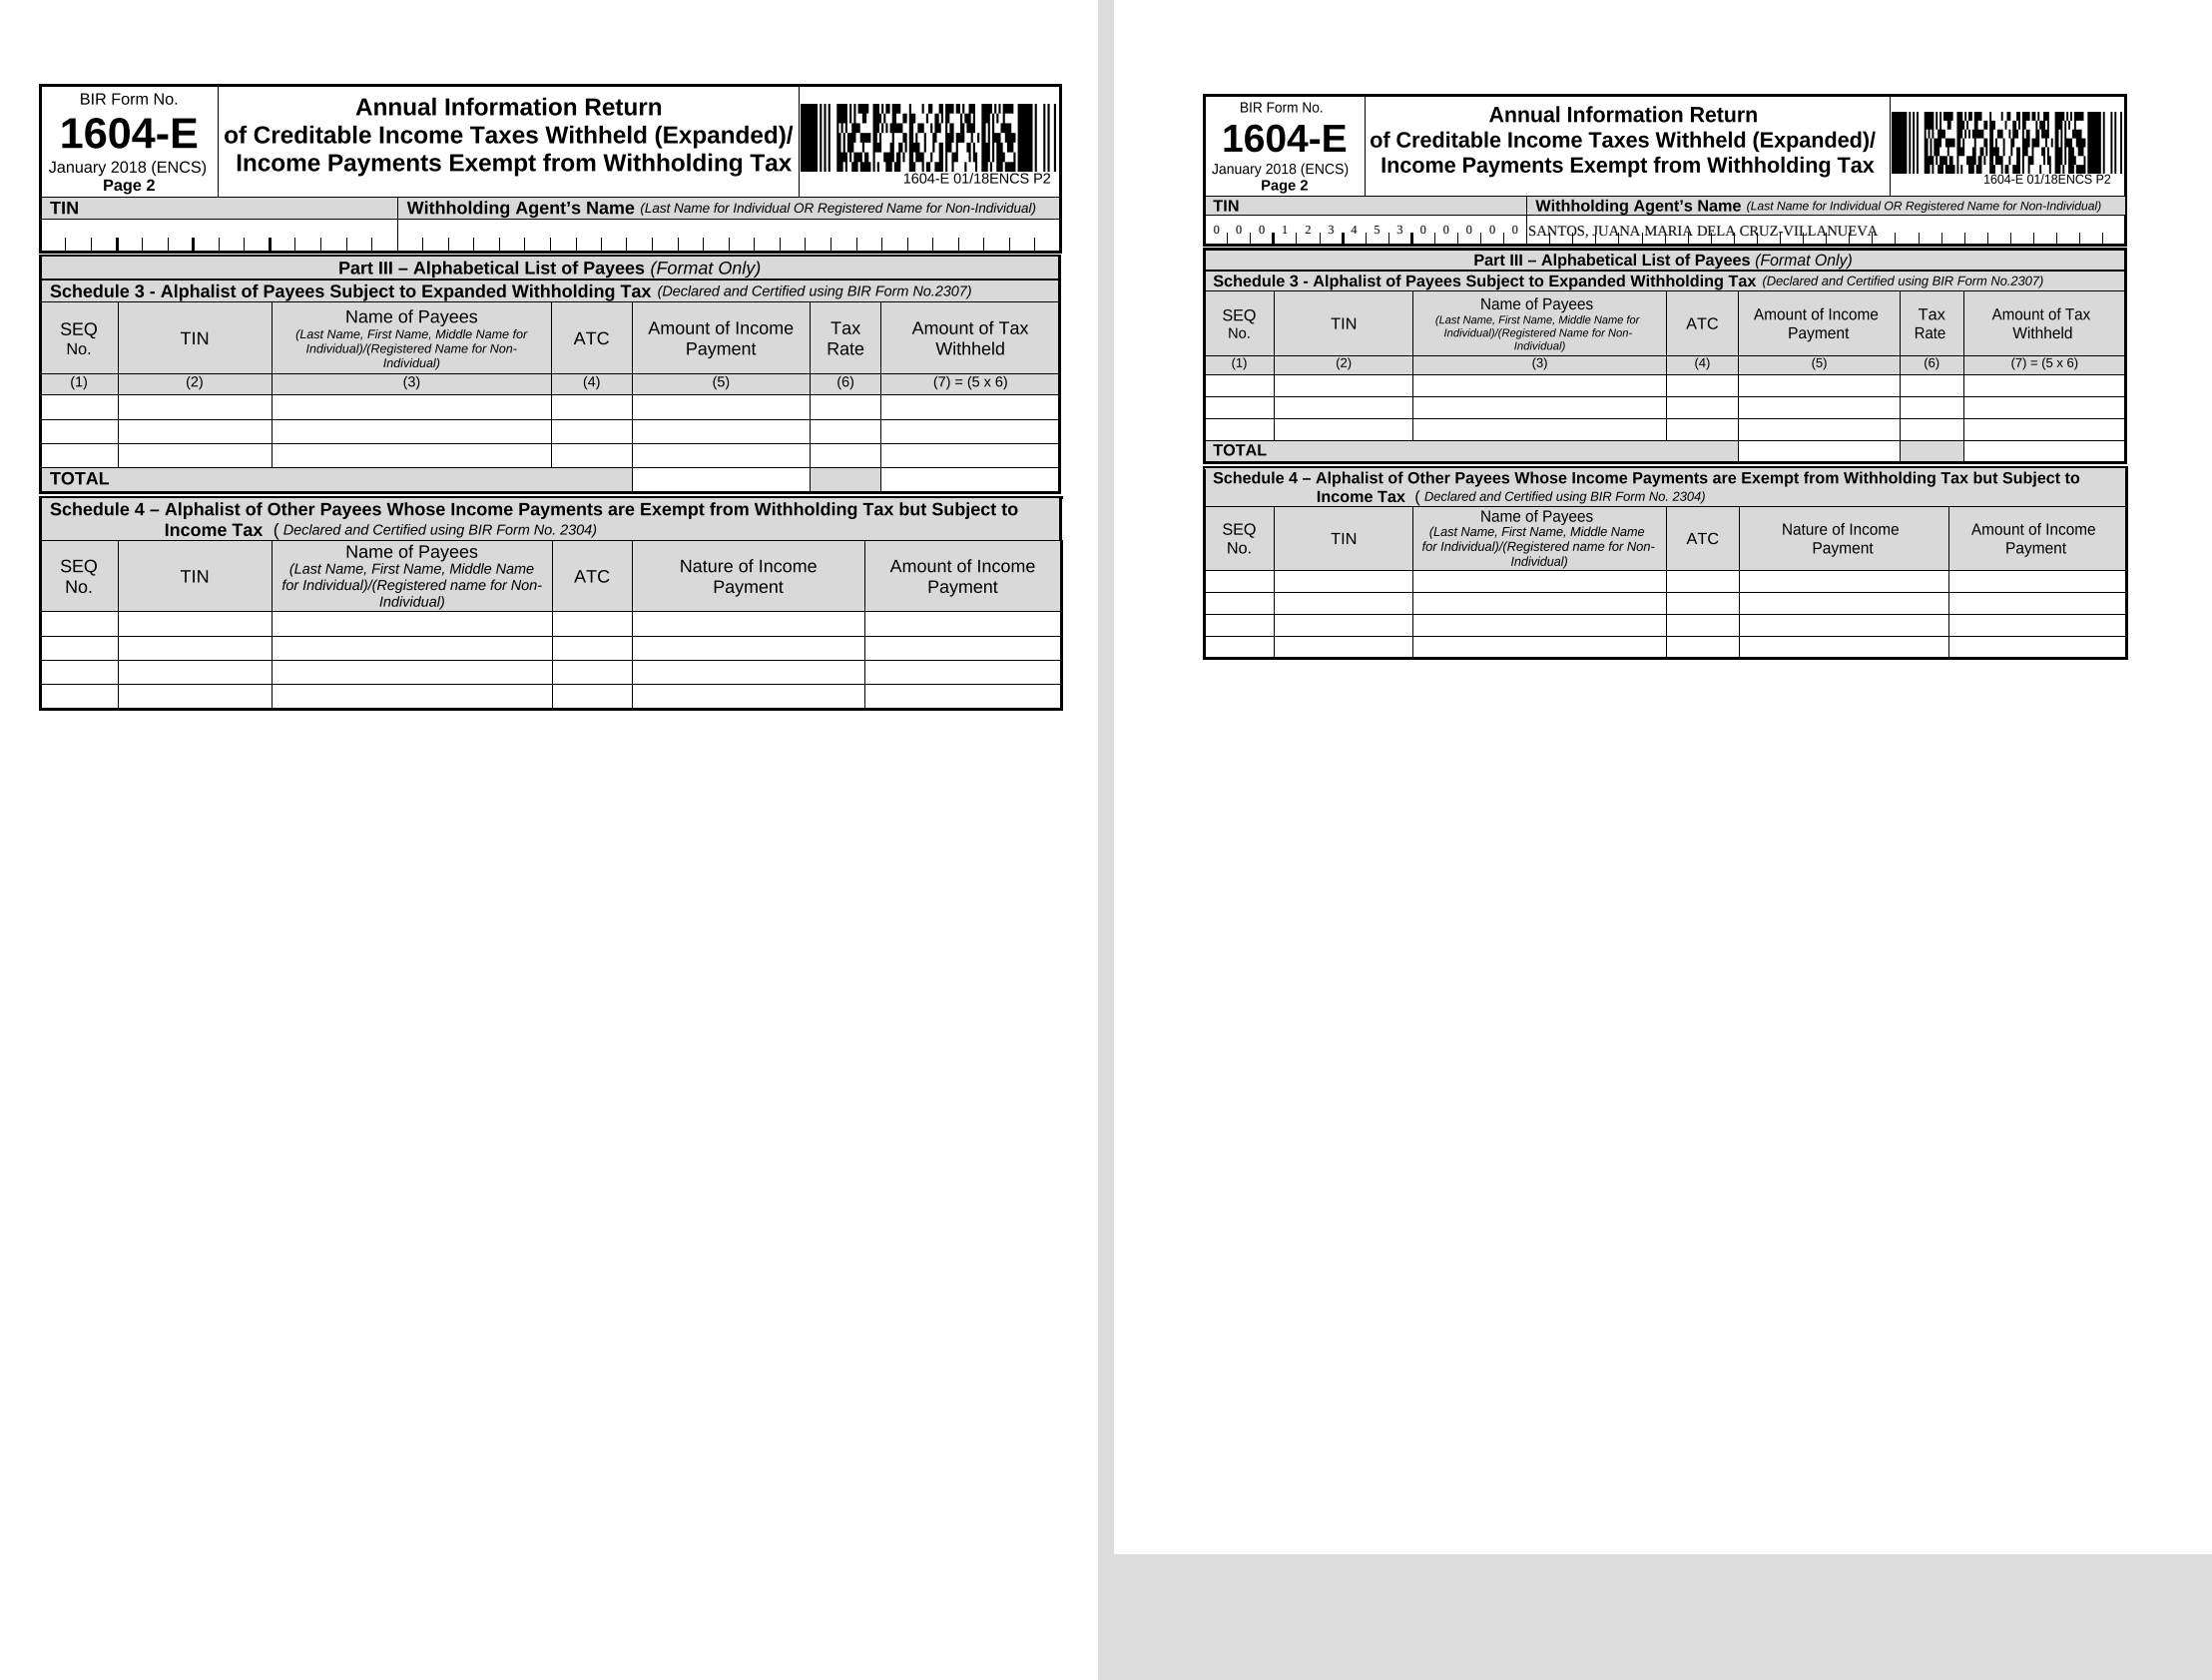 BIR Form No.
1604-E
January 2018 (ENCS)
Page 2
Annual Information Return
of Creditable Income Taxes Withheld (Expanded)/
Income Payments Exempt from Withholding Tax
1604-E 01/18ENCS P2
TIN
Withholding Agent’s Name (Last Name for Individual OR Registered Name for Non-Individual)
Part III – Alphabetical List of Payees (Format Only)
Schedule 3 - Alphalist of Payees Subject to Expanded Withholding Tax (Declared and Certified using BIR Form No.2307)
SEQ
No.
TIN
Name of Payees
(Last Name, First Name, Middle Name for
Individual)/(Registered Name for Non-
Individual)
ATC
Amount of Income
Payment
Tax
Rate
Amount of Tax
Withheld
(1) (2) (3) (4) (5) (6) (7) = (5 x 6)
TOTAL
Schedule 4 – Alphalist of Other Payees Whose Income Payments are Exempt from Withholding Tax but Subject to
Income Tax ( Declared and Certified using BIR Form No. 2304)
SEQ
No.
TIN
Name of Payees
(Last Name, First Name, Middle Name
for Individual)/(Registered name for Non-
Individual)
ATC
Nature of Income
Payment
Amount of Income
Payment
BIR Form No.
1604-E
January 2018 (ENCS)
Page 2
Annual Information Return
of Creditable Income Taxes Withheld (Expanded)/
Income Payments Exempt from Withholding Tax
1604-E 01/18ENCS P2
TIN
Withholding Agent’s Name (Last Name for Individual OR Registered Name for Non-Individual)
0 0 0 1 2 3 4 5 3 0 0 0 0 0 SANTOS, JUANA MARIA DELA CRUZ-VILLANUEVA
Part III – Alphabetical List of Payees (Format Only)
Schedule 3 - Alphalist of Payees Subject to Expanded Withholding Tax (Declared and Certified using BIR Form No.2307)
SEQ
No.
TIN
Name of Payees
(Last Name, First Name, Middle Name for
Individual)/(Registered Name for Non-
Individual)
ATC
Amount of Income
Payment
Tax
Rate
Amount of Tax
Withheld
(1) (2) (3) (4) (5) (6) (7) = (5 x 6)
TOTAL
Schedule 4 – Alphalist of Other Payees Whose Income Payments are Exempt from Withholding Tax but Subject to
Income Tax ( Declared and Certified using BIR Form No. 2304)
SEQ
No.
TIN
Name of Payees
(Last Name, First Name, Middle Name
for Individual)/(Registered name for Non-
Individual)
ATC
Nature of Income
Payment
Amount of Income
Payment